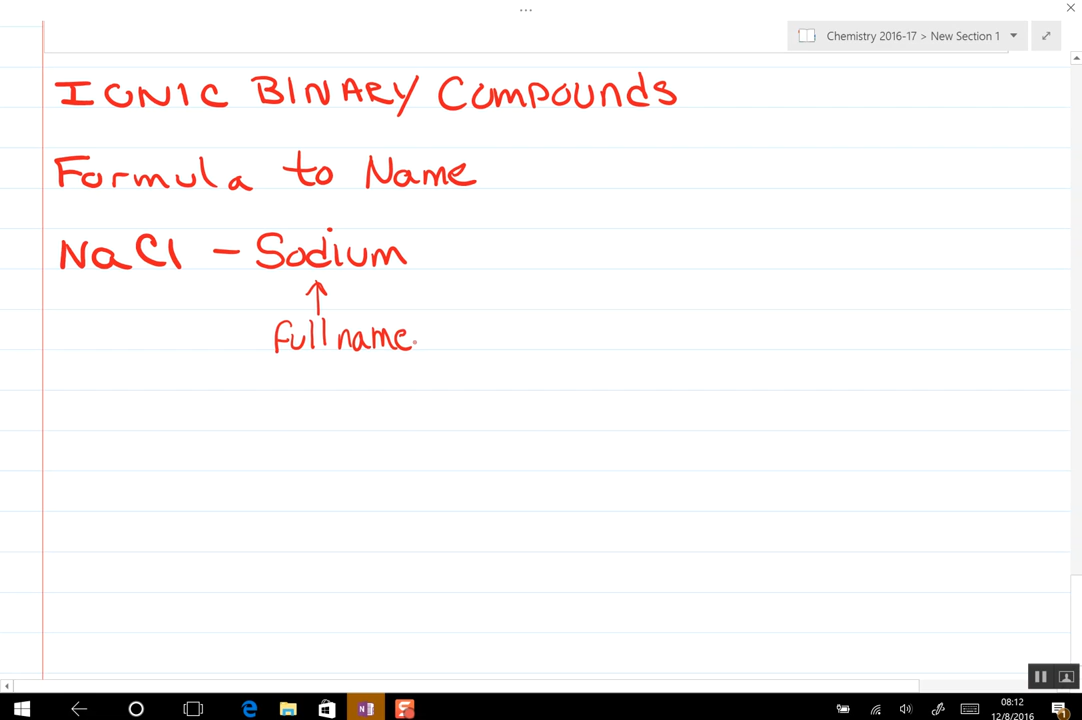 Chemistry 2016-17 > New Section 1
IONIC BINARY Compounds
Formula to Name
NaCl - Sodium
↑
full name
08:12
12/8/2016